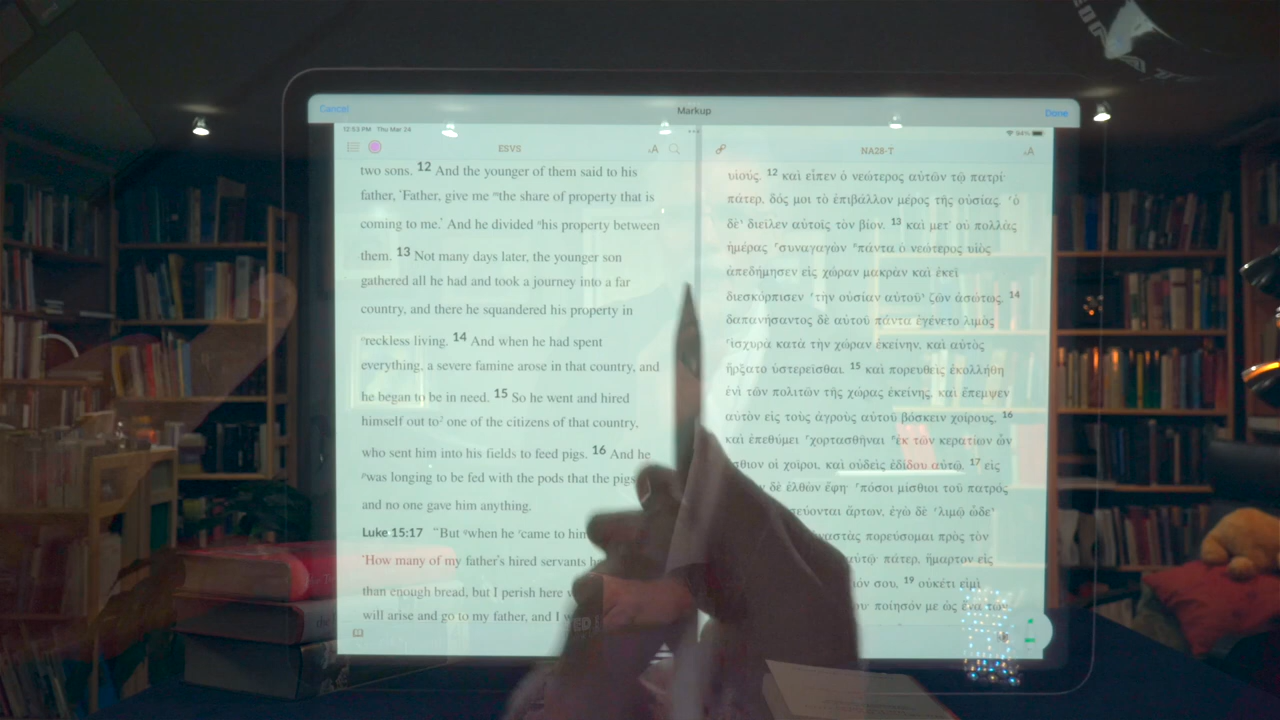 Cancel
Markup
Done
12:53 PM Thu Mar 24
94%
ESVS
A
NA28-T
A
two sons. 12 And the younger of them said to his
father, ‘Father, give me the share of property that is
coming to me.’ And he divided his property between
them. 13 Not many days later, the younger son
gathered all he had and took a journey into a far
country, and there he squandered his property in
reckless living. 14 And when he had spent
everything, a severe famine arose in that country, and
he began to be in need. 15 So he went and hired
himself out to one of the citizens of that country,
who sent him into his fields to feed pigs. 16 And he
was longing to be fed with the pods that the pigs
and no one gave him anything.
Luke 15:17 “But when he came to him
‘How many of my father’s hired servants
than enough bread, but I perish here
will arise and go to my father, and I
υἱούς. 12 καὶ εἶπεν ὁ νεώτερος αὐτῶν τῷ πατρί·
πάτερ, δός μοι τὸ ἐπιβάλλον μέρος τῆς οὐσίας. ⸂ὁ
δὲ⸃ διεῖλεν αὐτοῖς τὸν βίον. 13 καὶ μετ’ οὐ πολλὰς
ἡμέρας ⸀συναγαγὼν πάντα ὁ νεώτερος υἱὸς
ἀπεδήμησεν εἰς χώραν μακρὰν καὶ ἐκεῖ
διεσκόρπισεν ⸂τὴν οὐσίαν αὐτοῦ⸃ ζῶν ἀσώτως. 14
δαπανήσαντος δὲ αὐτοῦ πάντα ἐγένετο λιμὸς
⸀ἰσχυρὰ κατὰ τὴν χώραν ἐκείνην, καὶ αὐτὸς
ἤρξατο ὑστερεῖσθαι. 15 καὶ πορευθεὶς ἐκολλήθη
ἑνὶ τῶν πολιτῶν τῆς χώρας ἐκείνης, καὶ ἔπεμψεν
αὐτὸν εἰς τοὺς ἀγροὺς αὐτοῦ βόσκειν χοίρους, 16
καὶ ἐπεθύμει ⸀χορτασθῆναι ⸁ἐκ τῶν κερατίων ὧν
σθιον οἱ χοῖροι, καὶ οὐδεὶς ἐδίδου αὐτῷ. 17 εἰς
δὲ ἐλθὼν ἔφη· ⸀πόσοι μίσθιοι τοῦ πατρός
σεύονται ἄρτων, ἐγὼ δὲ ⸂λιμῷ ὧδε⸃
ναστὰς πορεύσομαι πρὸς τὸν
αὐτῷ· πάτερ, ἥμαρτον εἰς
ιόν σου, 19 οὐκέτι εἰμὶ
ου· ποίησόν με ὡς ἕνα τῶν